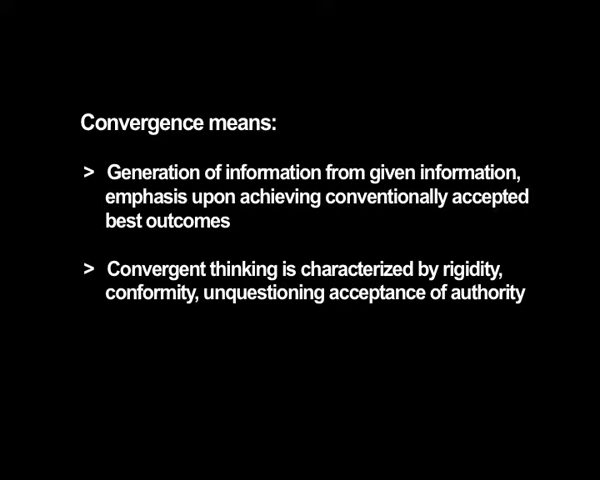 Convergence means:
> Generation of information from given information,
emphasis upon achieving conventionally accepted
best outcomes
> Convergent thinking is characterized by rigidity,
conformity, unquestioning acceptance of authority